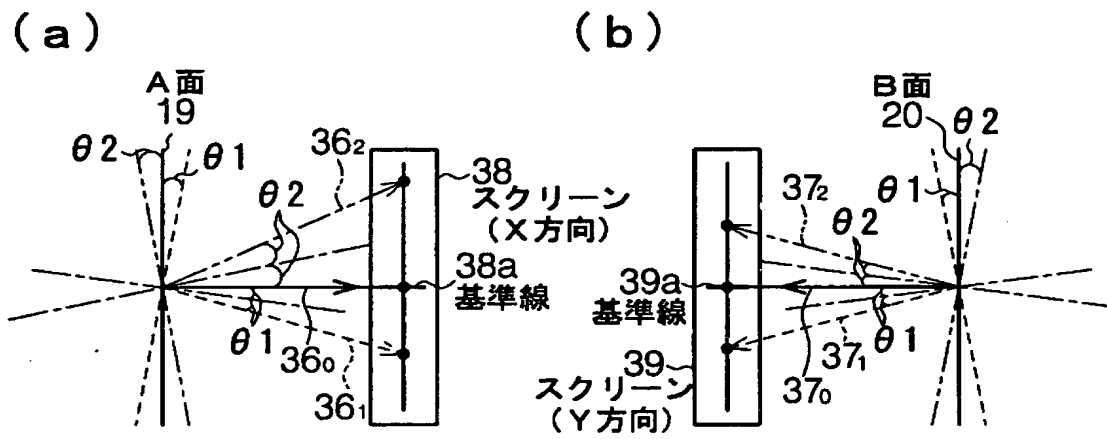 (a)
A面
19
θ2
θ1
36₂
38
スクリーン
(X方向)
θ2
38a
基準線
θ1
36₀
36₁
(b)
B面
20
θ2
θ1
37₂
θ2
39a
基準線
θ1
37₁
37₀
39
スクリーン
(Y方向)